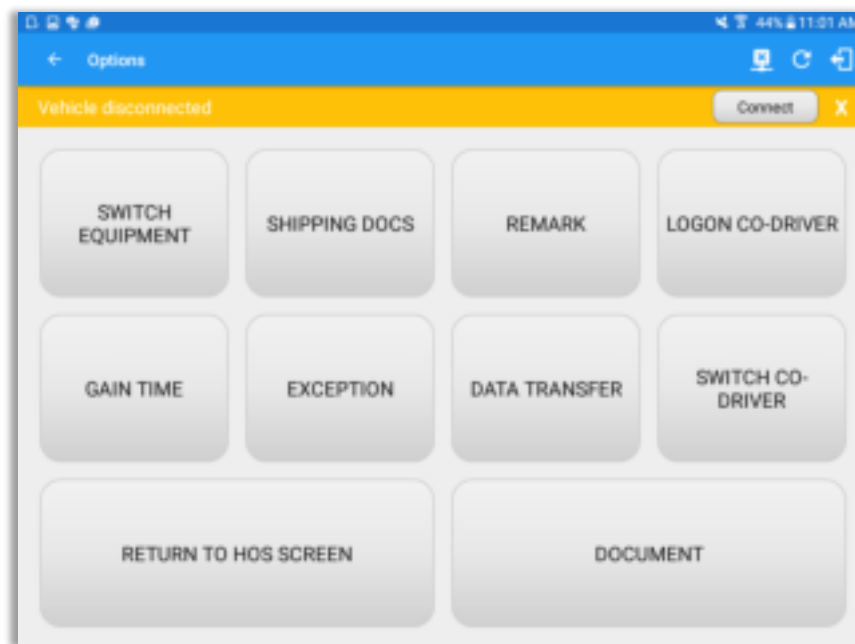 44% 11:01 AM
Options
Vehicle disconnected
Connect
X
SWITCH
EQUIPMENT
SHIPPING DOCS
REMARK
LOGON CO-DRIVER
GAIN TIME
EXCEPTION
DATA TRANSFER
SWITCH CO-
DRIVER
RETURN TO HOS SCREEN
DOCUMENT